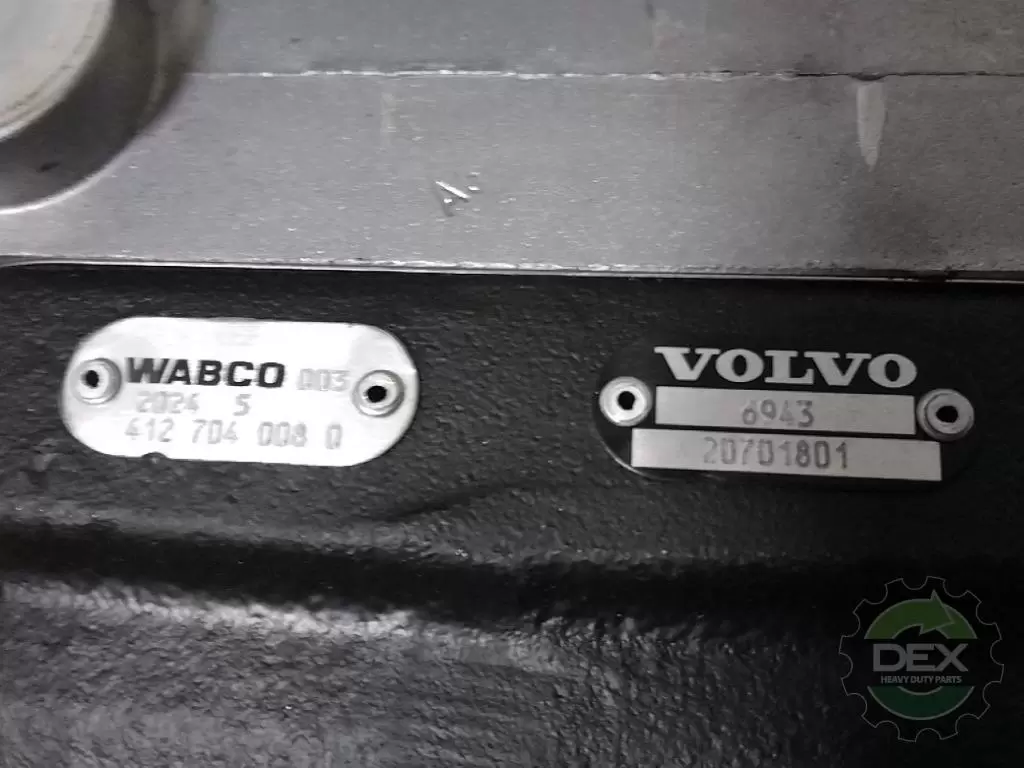 A
WABCO 003
2024 5
412 704 008 0
VOLVO
6943
20701801
DEX
HEAVY DUTY PARTS